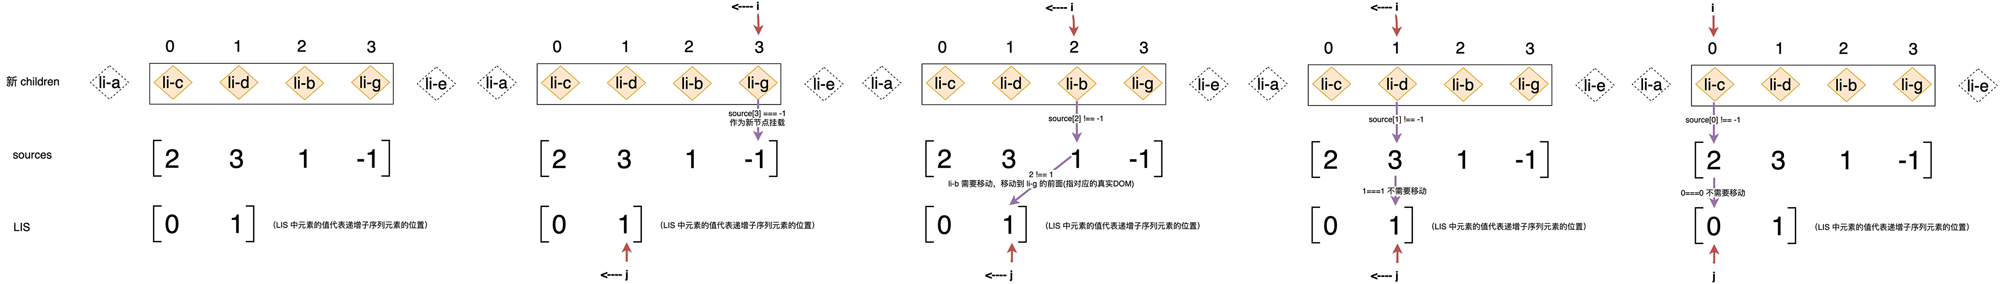 <---- i
<---- i
<---- i
i
0 1 2 3
0 1 2 3
0 1 2 3
0 1 2 3
0 1 2 3
新 children
li-a li-c li-d li-b li-g li-e
li-a li-c li-d li-b li-g li-e
li-a li-c li-d li-b li-g li-e
li-a li-c li-d li-b li-g li-e
li-a li-c li-d li-b li-g li-e
source[3] === -1
作为新节点挂载
source[2] !== -1
source[1] !== -1
source[0] !== -1
sources
[2 3 1 -1]
[2 3 1 -1]
[2 3 1 -1]
[2 3 1 -1]
[2 3 1 -1]
2 !== 1
li-b 需要移动，移动到 li-g 的前面(指对应的真实DOM)
1===1 不需要移动
0===0 不需要移动
LIS
[0 1] (LIS 中元素的值代表递增子序列元素的位置)
[0 1] (LIS 中元素的值代表递增子序列元素的位置)
[0 1] (LIS 中元素的值代表递增子序列元素的位置)
[0 1] (LIS 中元素的值代表递增子序列元素的位置)
[0 1] (LIS 中元素的值代表递增子序列元素的位置)
<---- j
<---- j
<---- j
j